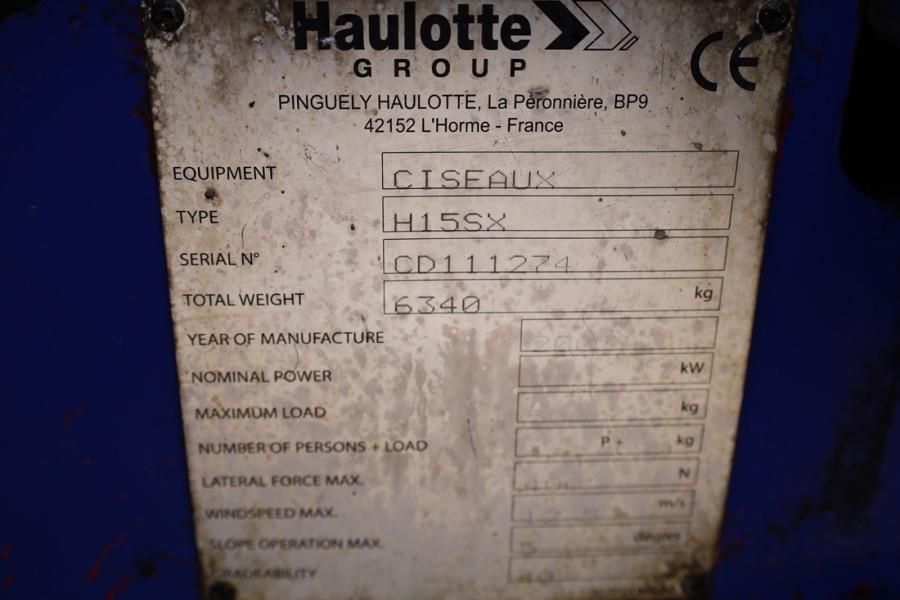 Haulotte
GROUP
CE
PINGUELY HAULOTTE, La Péronnière, BP9
42152 L'Horme - France
EQUIPMENT CISEAUX
TYPE H15SX
SERIAL N° CD111274
TOTAL WEIGHT 6340 kg
YEAR OF MANUFACTURE
NOMINAL POWER kW
MAXIMUM LOAD kg
NUMBER OF PERSONS + LOAD P + kg
LATERAL FORCE MAX. N
WINDSPEED MAX. m/s
SLOPE OPERATION MAX. degres
GRADEABILITY